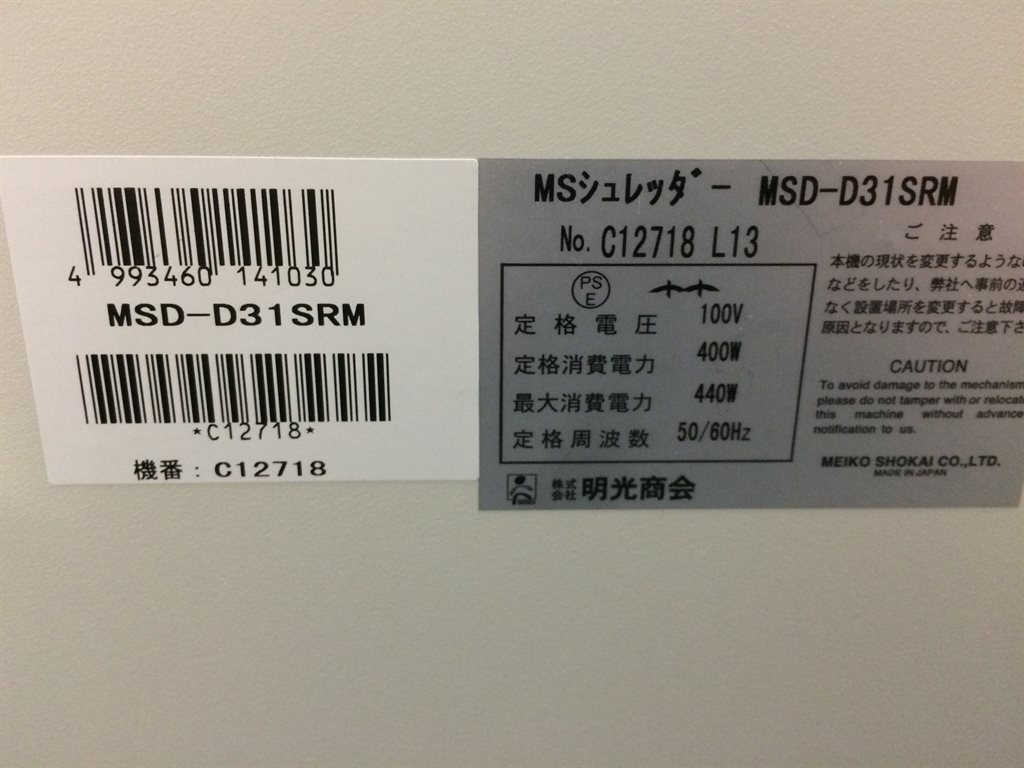 4 993460 141030
MSD-D31SRM
*C12718*
機番：C12718
MSシュレッダー MSD-D31SRM
No. C12718 L13
PS
E
定格電圧 100V
定格消費電力 400W
最大消費電力 440W
定格周波数 50/60Hz
株式
会社 明光商会
ご注意
本機の現状を変更するような
などをしたり、弊社へ事前の
なく設置場所を変更すると故障
原因となりますので、ご注意下さ
CAUTION
To avoid damage to the mechanism
please do not tamper with or relocat
this machine without advance
notification to us.
MEIKO SHOKAI CO.,LTD.
MADE IN JAPAN